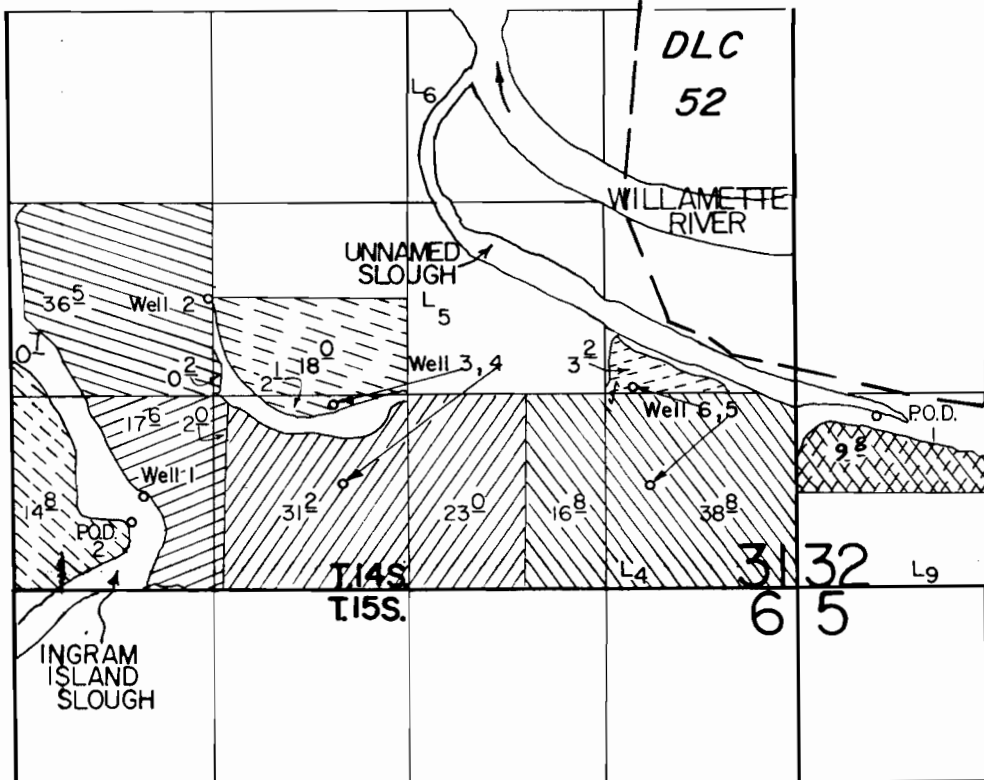 DLC
52
L6
WILLAMETTE
RIVER
UNNAMED
SLOUGH
L5
36 5
Well 2
0 1
0 2
2 1
18 0
Well 3, 4
3 2
Well 6, 5
P.O.D.
1
9 8
17 6
2 0
Well 1
14 8
P.O.D.
2
31 2
23 0
16 8
38 8
L4
31
32
L9
T.14S.
T.15S.
6
5
INGRAM
ISLAND
SLOUGH